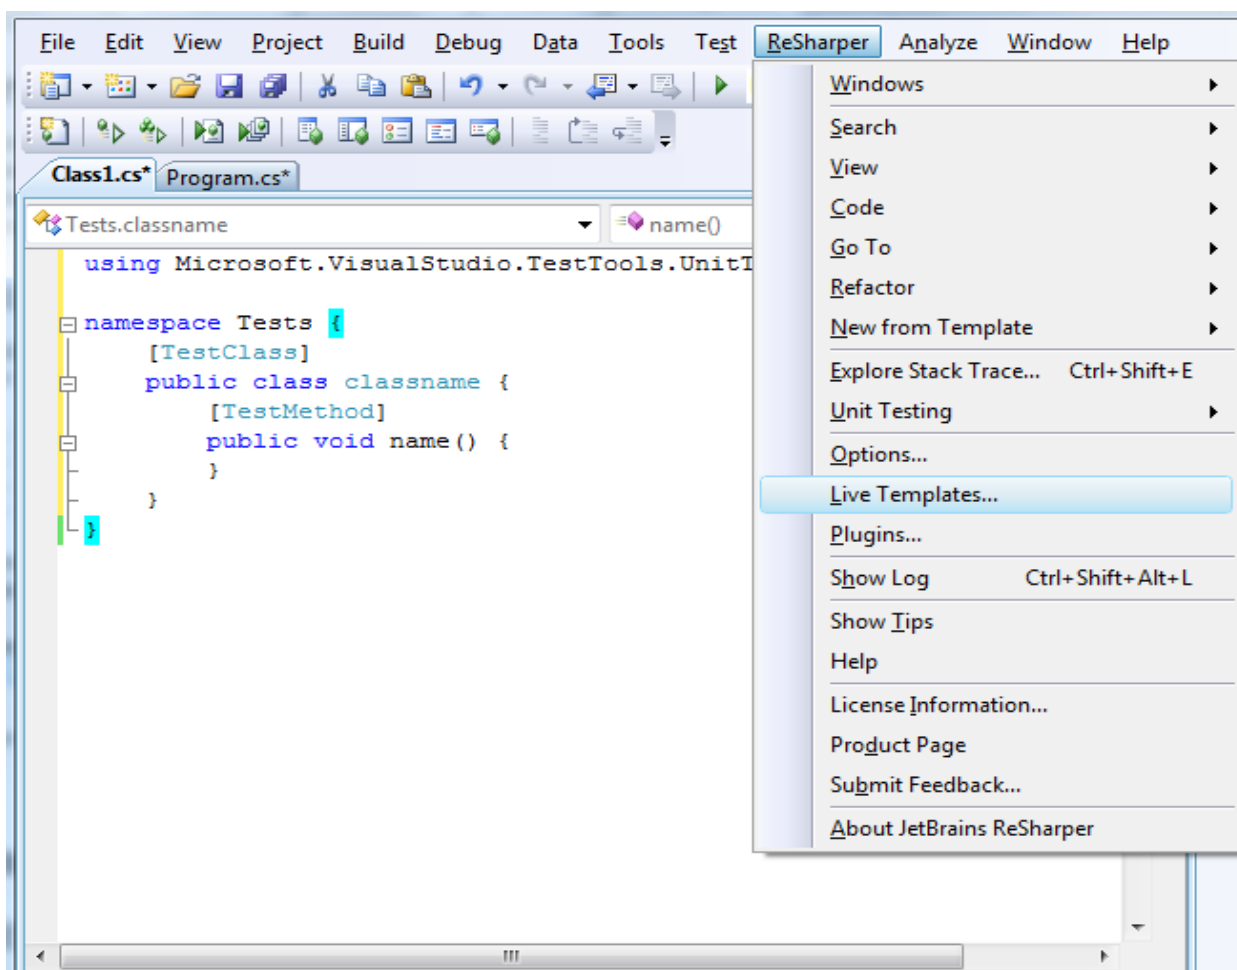 File Edit View Project Build Debug Data Tools Test ReSharper Analyze Window Help
Class1.cs* Program.cs*
Tests.classname name()
using Microsoft.VisualStudio.TestTools.UnitT
namespace Tests {
[TestClass]
public class classname {
[TestMethod]
public void name() {
}
}
}
Windows
Search
View
Code
Go To
Refactor
New from Template
Explore Stack Trace... Ctrl+Shift+E
Unit Testing
Options...
Live Templates...
Plugins...
Show Log Ctrl+Shift+Alt+L
Show Tips
Help
License Information...
Product Page
Submit Feedback...
About JetBrains ReSharper